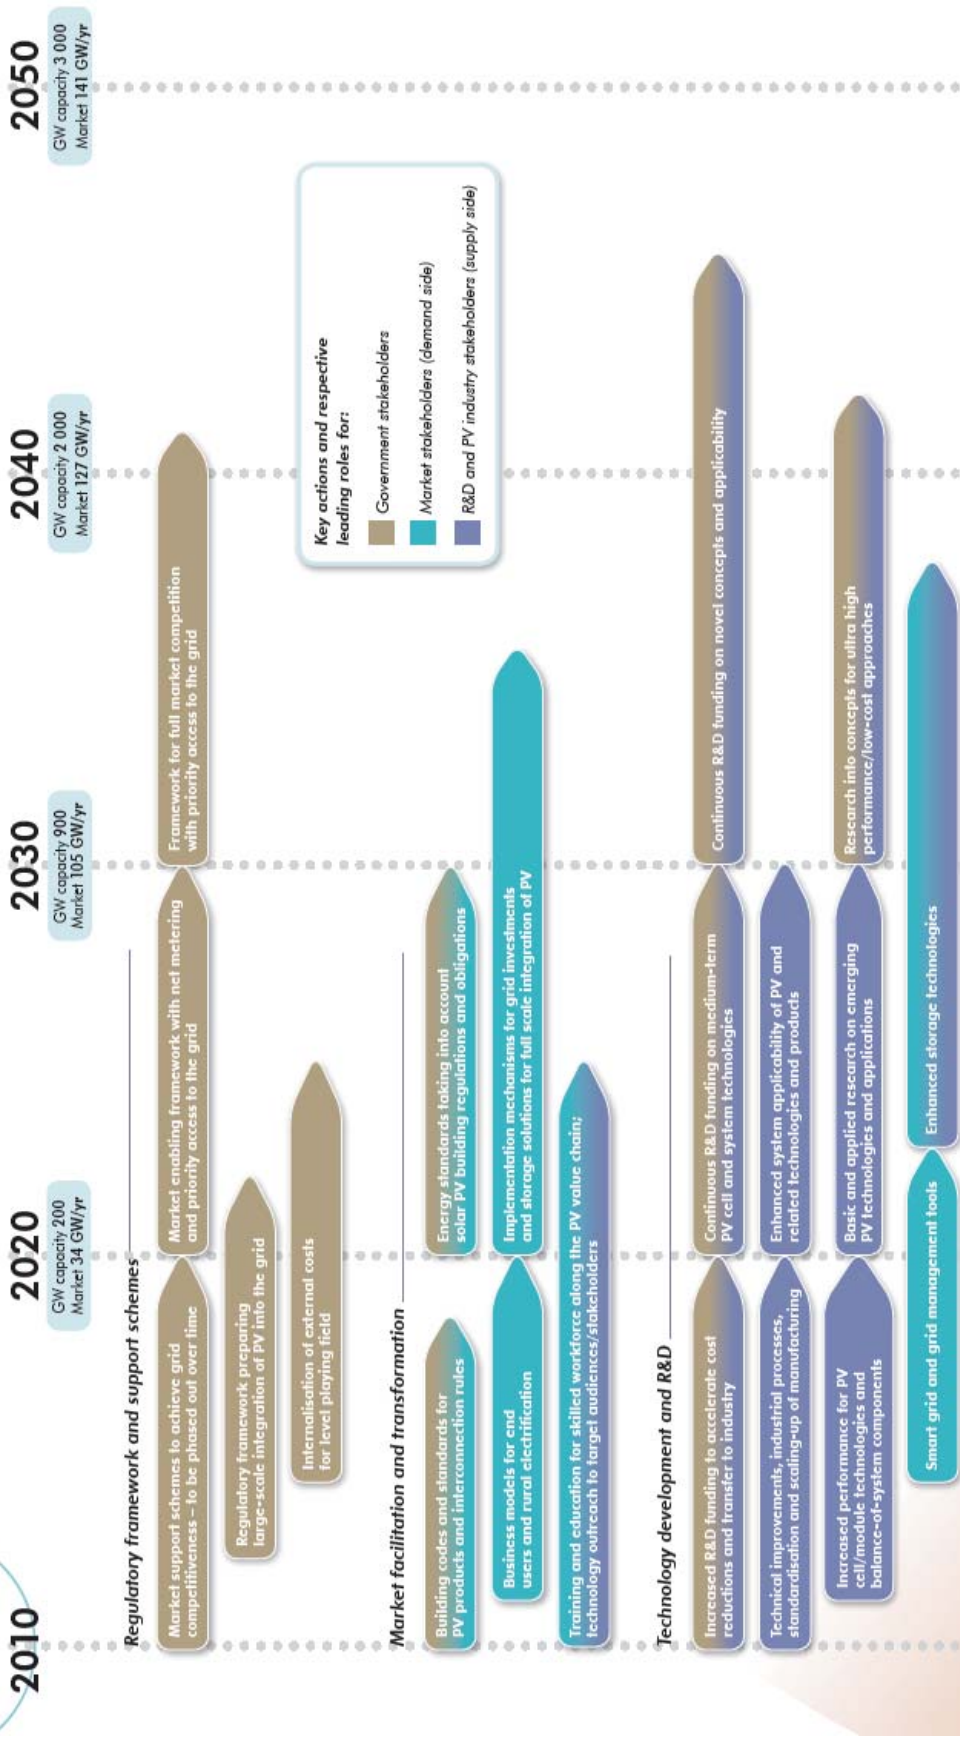 2010
2020
2030
2040
2050
GW capacity 200
Market 34 GW/yr
GW capacity 900
Market 105 GW/yr
GW capacity 2 000
Market 127 GW/yr
GW capacity 3 000
Market 141 GW/yr
Regulatory framework and support schemes
Market support schemes to achieve grid
competitiveness – to be phased out over time
Market enabling framework with net metering
and priority access to the grid
Framework for full market competition
with priority access to the grid
Regulatory framework preparing
large-scale integration of PV into the grid
Internalisation of external costs
for level playing field
Key actions and respective
leading roles for:
Government stakeholders
Market stakeholders (demand side)
R&D and PV industry stakeholders (supply side)
Market facilitation and transformation
Building codes and standards for
PV products and interconnection rules
Energy standards taking into account
solar PV building regulations and obligations
Business models for end
users and rural electrification
Implementation mechanisms for grid investments
and storage solutions for full scale integration of PV
Training and education for skilled workforce along the PV value chain;
technology outreach to target audiences/stakeholders
Technology development and R&D
Increased R&D funding to accelerate cost
reductions and transfer to industry
Continuous R&D funding on medium-term
PV cell and system technologies
Continuous R&D funding on novel concepts and applicability
Technical improvements, industrial processes,
standardisation and scaling-up of manufacturing
Enhanced system applicability of PV and
related technologies and products
Increased performance for PV
cell/module technologies and
balance-of-system components
Basic and applied research on emerging
PV technologies and applications
Research into concepts for ultra high
performance/low-cost approaches
Smart grid and grid management tools
Enhanced storage technologies